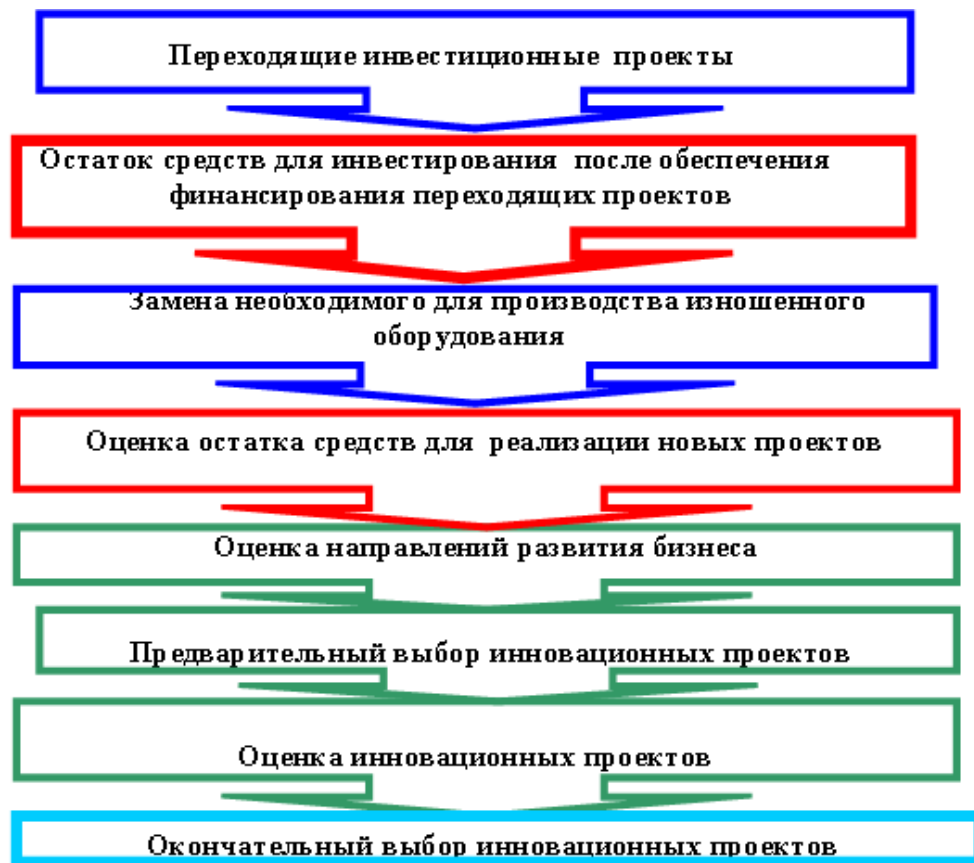 Переходящие инвестиционные проекты
Остаток средств для инвестирования после обеспечения
финансирования переходящих проектов
Замена необходимого для производства изношенного
оборудования
Оценка остатка средств для реализации новых проектов
Оценка направлений развития бизнеса
Предварительный выбор инновационных проектов
Оценка инновационных проектов
Окончательный выбор инновационных проектов